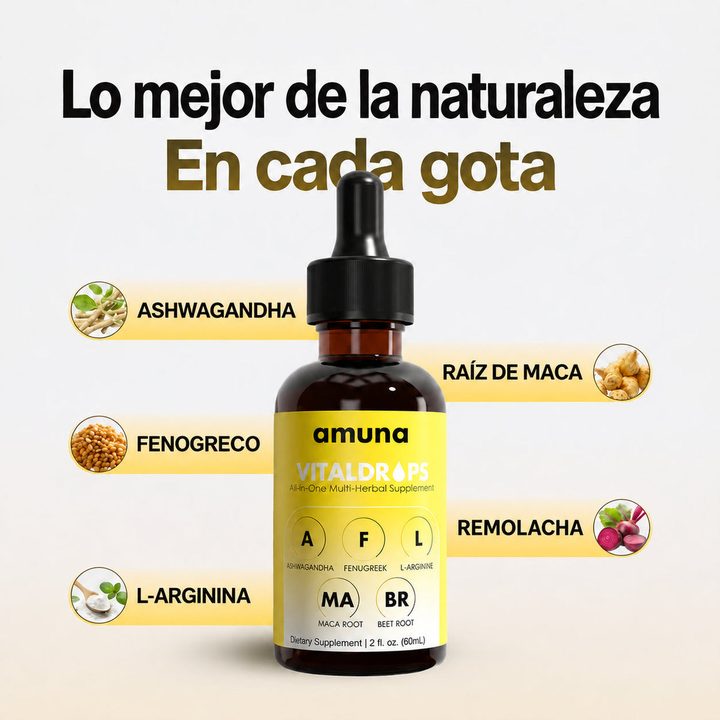 Lo mejor de la naturaleza
En cada gota
ASHWAGANDHA
RAÍZ DE MACA
FENOGRECO
REMOLACHA
L-ARGININA
amuna
VITALDROPS
All-In-One Multi-Herbal Supplement
A F L
ASHWAGANDHA FENUGREEK L-ARGININE
MA BR
MACA ROOT BEET ROOT
Dietary Supplement | 2 fl. oz. (60mL)